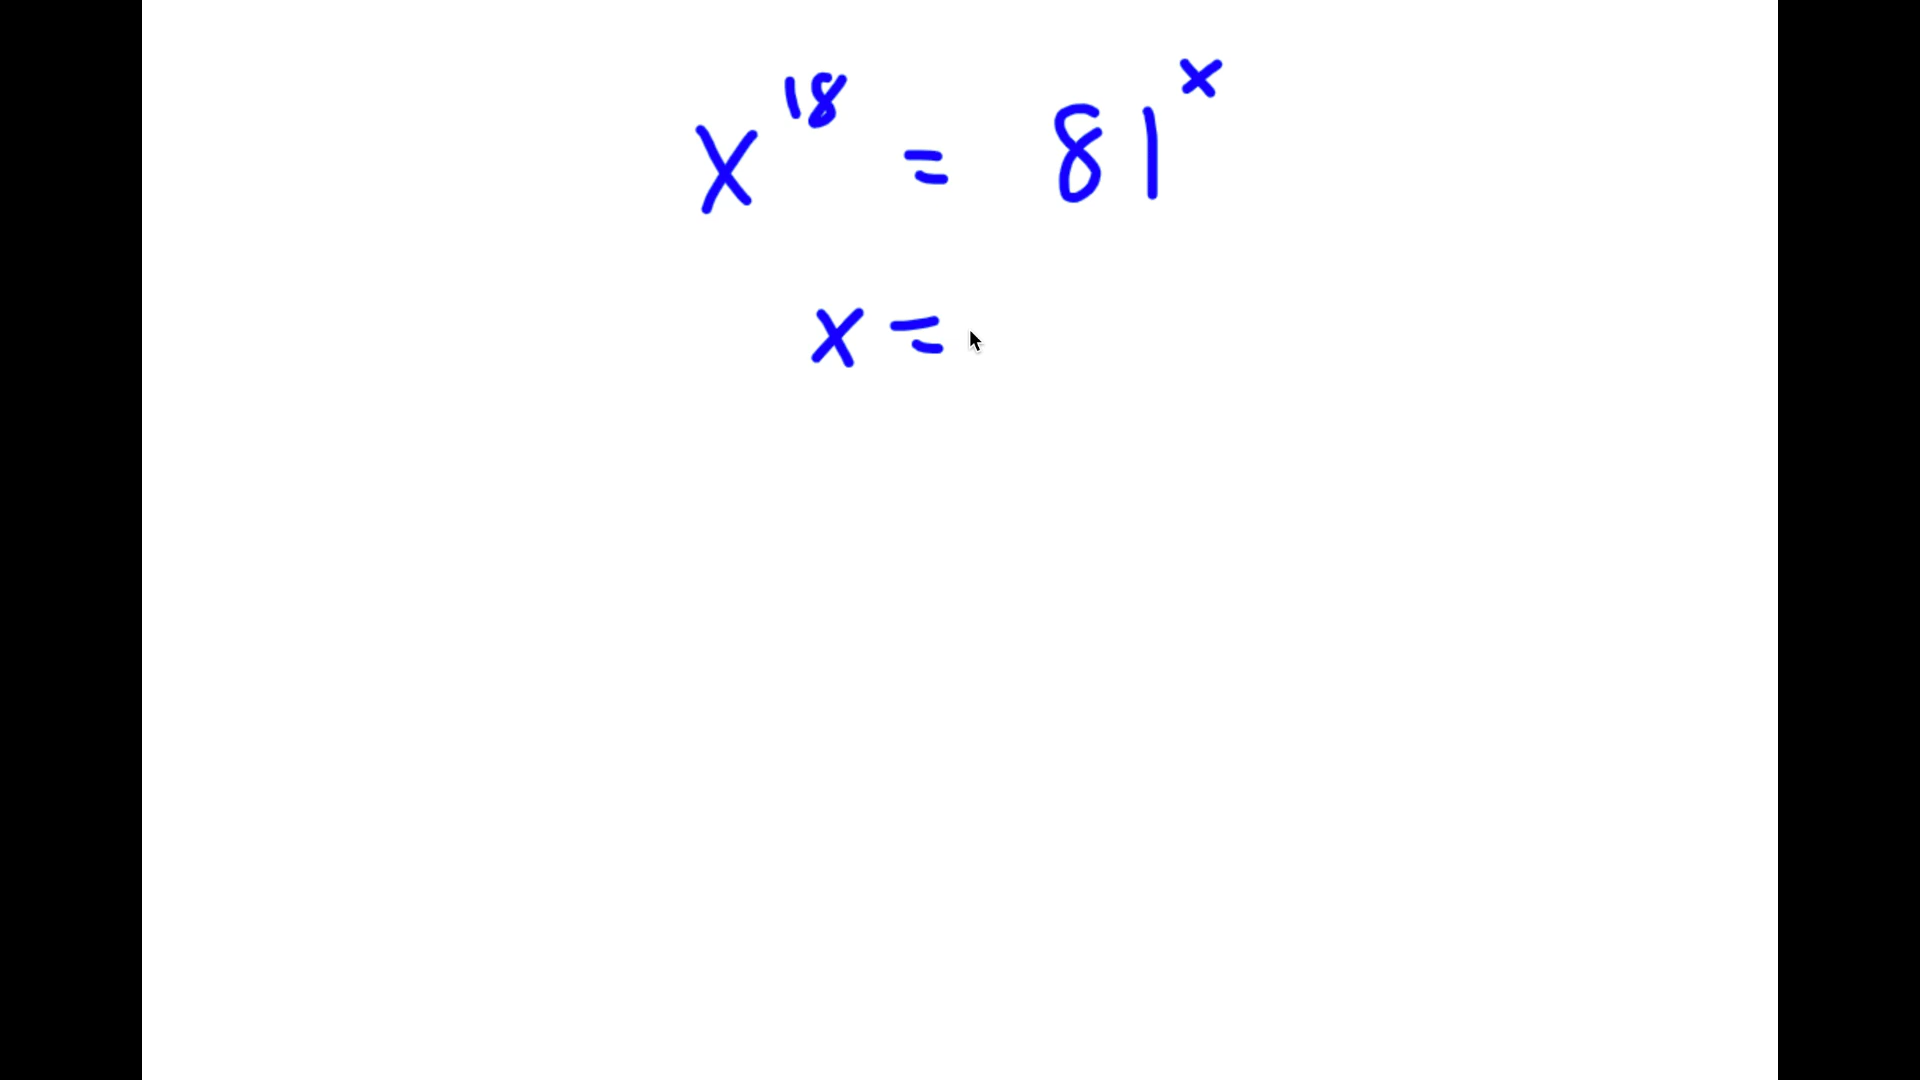 x^18 = 81^x
x =